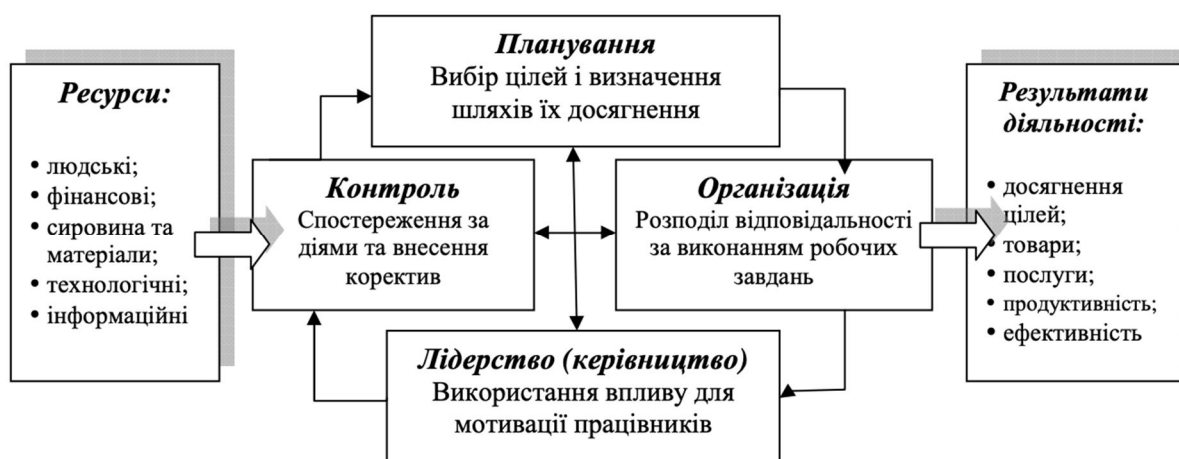 Ресурси:
• людські;
• фінансові;
• сировина та
матеріали;
• технологічні;
• інформаційні
Планування
Вибір цілей і визначення
шляхів їх досягнення
Контроль
Спостереження за
діями та внесення
коректив
Організація
Розподіл відповідальності
за виконанням робочих
завдань
Лідерство (керівництво)
Використання впливу для
мотивації працівників
Результати
діяльності:
• досягнення
цілей;
• товари;
• послуги;
• продуктивність;
• ефективність